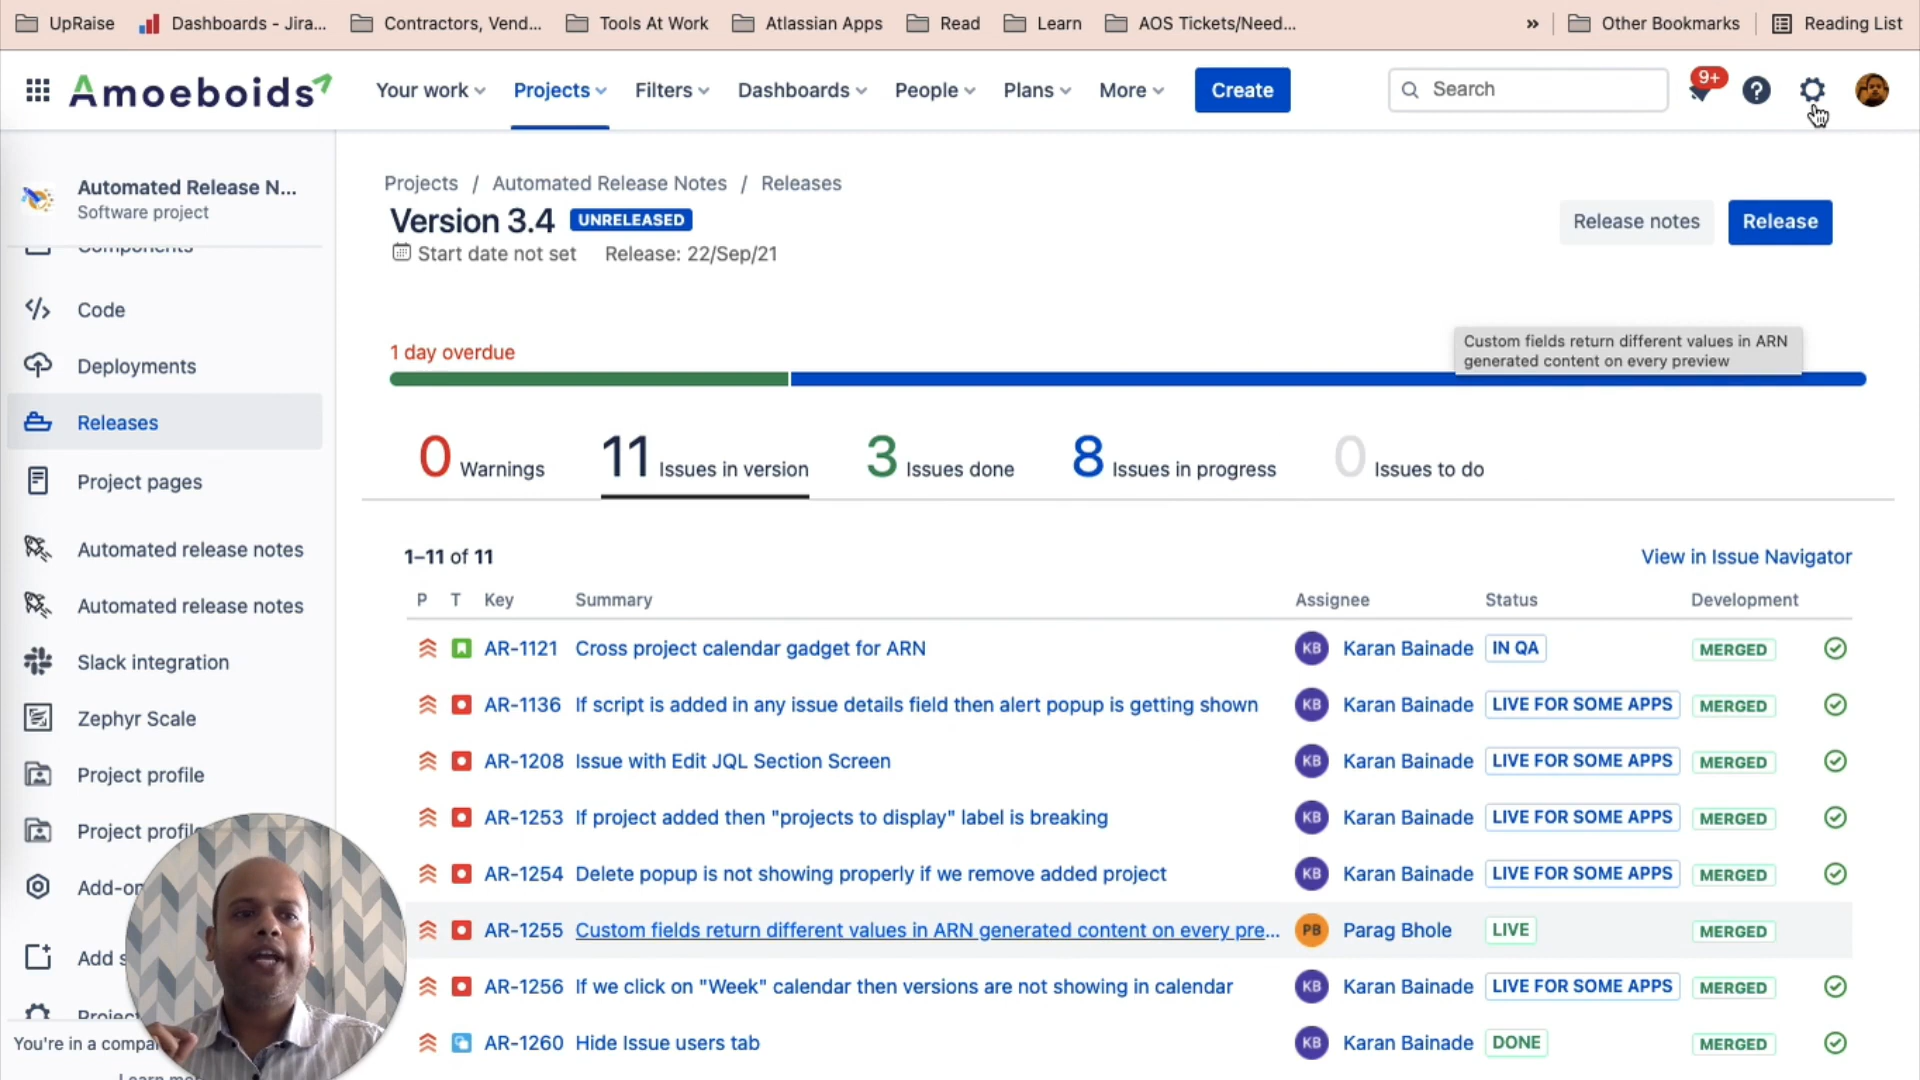 UpRaise
Dashboards - Jira...
Contractors, Vend...
Tools At Work
Atlassian Apps
Read
Learn
AOS Tickets/Need...
»
Other Bookmarks
Reading List
Amoeboids
Your work
Projects
Filters
Dashboards
People
Plans
More
Create
Search
9+
?
Automated Release N...
Software project
Components
Code
Deployments
Releases
Project pages
Automated release notes
Automated release notes
Slack integration
Zephyr Scale
Project profile
Project profile
Add-on
Add s
Project
You're in a compa
Learn mo
Projects / Automated Release Notes / Releases
Version 3.4 UNRELEASED
Start date not set Release: 22/Sep/21
Release notes
Release
1 day overdue
Custom fields return different values in ARN
generated content on every preview
0 Warnings
11 Issues in version
3 Issues done
8 Issues in progress
0 Issues to do
1–11 of 11
View in Issue Navigator
P T Key Summary Assignee Status Development
AR-1121 Cross project calendar gadget for ARN KB Karan Bainade IN QA MERGED
AR-1136 If script is added in any issue details field then alert popup is getting shown KB Karan Bainade LIVE FOR SOME APPS MERGED
AR-1208 Issue with Edit JQL Section Screen KB Karan Bainade LIVE FOR SOME APPS MERGED
AR-1253 If project added then "projects to display" label is breaking KB Karan Bainade LIVE FOR SOME APPS MERGED
AR-1254 Delete popup is not showing properly if we remove added project KB Karan Bainade LIVE FOR SOME APPS MERGED
AR-1255 Custom fields return different values in ARN generated content on every pre... PB Parag Bhole LIVE MERGED
AR-1256 If we click on "Week" calendar then versions are not showing in calendar KB Karan Bainade LIVE FOR SOME APPS MERGED
AR-1260 Hide Issue users tab KB Karan Bainade DONE MERGED